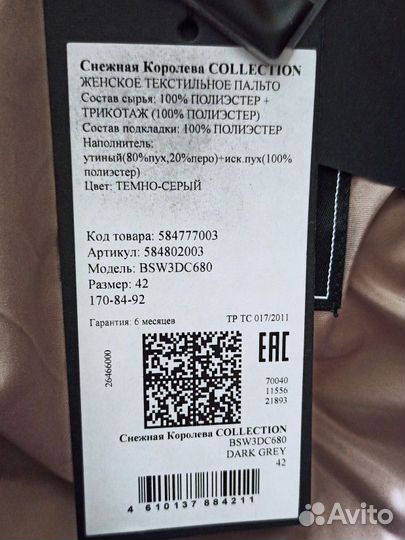 Снежная Королева COLLECTION
ЖЕНСКОЕ ТЕКСТИЛЬНОЕ ПАЛЬТО
Состав сырья: 100% ПОЛИЭСТЕР +
ТРИКОТАЖ (100% ПОЛИЭСТЕР)
Состав подкладки: 100% ПОЛИЭСТЕР
Наполнитель:
утиный(80%пух,20%перо)+иск.пух(100%
полиэстер)
Цвет: ТЕМНО-СЕРЫЙ
Код товара: 584777003
Артикул: 584802003
Модель: BSW3DC680
Размер: 42
170-84-92
Гарантия: 6 месяцев
ТР ТС 017/2011
26466000
EAC
70040
11556
21893
Снежная Королева COLLECTION
BSW3DC680
DARK GREY
42
4 610137 884211
Avito